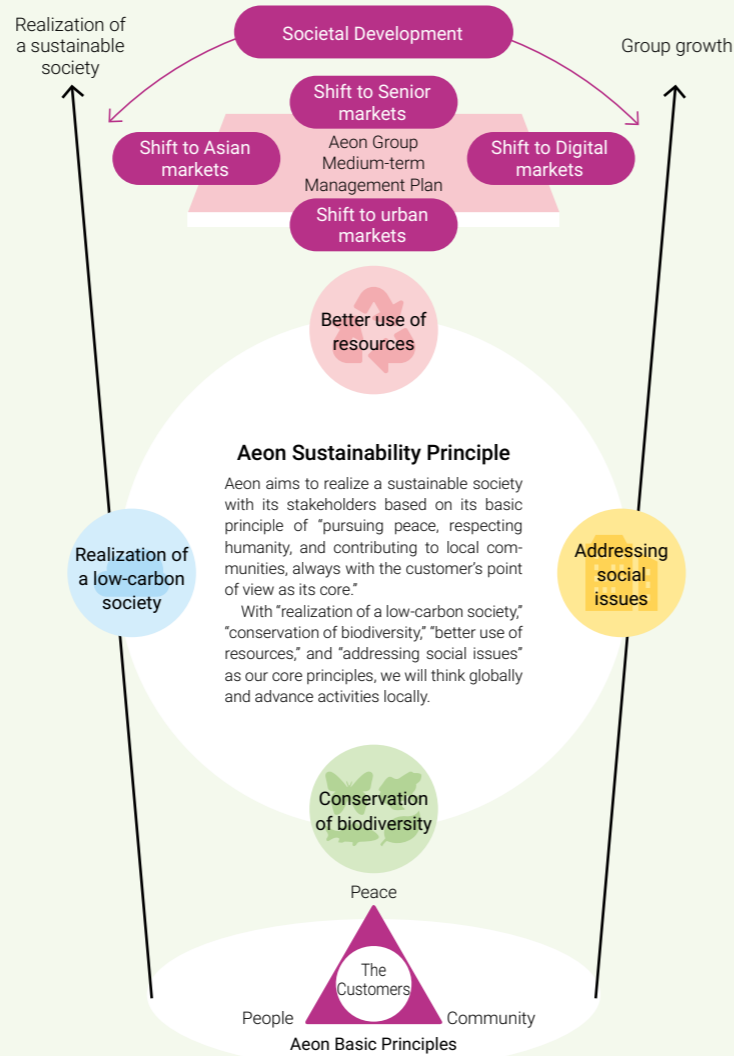 Realization of
a sustainable
society
Societal Development
Group growth
Shift to Senior
markets
Shift to Asian
markets
Aeon Group
Medium-term
Management Plan
Shift to Digital
markets
Shift to urban
markets
Better use of
resources
Aeon Sustainability Principle
Aeon aims to realize a sustainable society
with its stakeholders based on its basic
principle of “pursuing peace, respecting
humanity, and contributing to local com-
munities, always with the customer’s point
of view as its core.”
With “realization of a low-carbon society,”
“conservation of biodiversity,” “better use of
resources,” and “addressing social issues”
as our core principles, we will think globally
and advance activities locally.
Realization of
a low-carbon
society
Addressing
social
issues
Conservation
of biodiversity
Peace
The
Customers
People
Community
Aeon Basic Principles